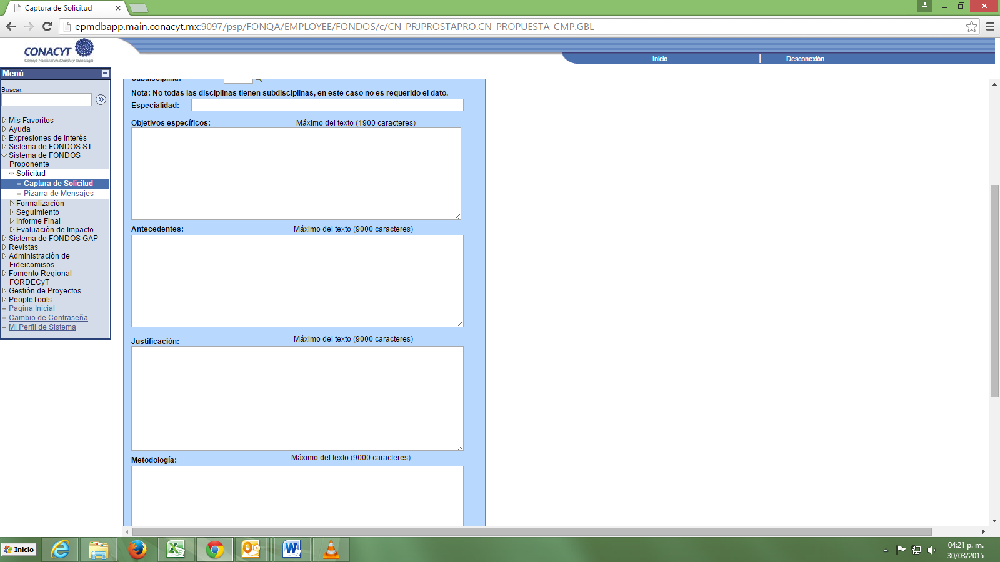 Captura de Solicitud
epmdbapp.main.conacyt.mx:9097/psp/FONQA/EMPLOYEE/FONDOS/c/CN_PRJPROSTAPRO.CN_PROPUESTA_CMP.GBL
CONACYT
Consejo Nacional de Ciencia y Tecnología
Inicio
Desconexión
Menú
Buscar:
Mis Favoritos
Ayuda
Expresiones de Interés
Sistema de FONDOS ST
Sistema de FONDOS
Proponente
Solicitud
Captura de Solicitud
Pizarra de Mensajes
Formalización
Seguimiento
Informe Final
Evaluación de Impacto
Sistema de FONDOS GAP
Revistas
Administración de
Fideicomisos
Fomento Regional -
FORDECyT
Gestión de Proyectos
PeopleTools
Pagina Inicial
Cambio de Contraseña
Mi Perfil de Sistema
Subdisciplina:
Nota: No todas las disciplinas tienen subdisciplinas, en este caso no es requerido el dato.
Especialidad:
Objetivos específicos: Máximo del texto (1900 caracteres)
Antecedentes: Máximo del texto (9000 caracteres)
Justificación: Máximo del texto (9000 caracteres)
Metodología: Máximo del texto (9000 caracteres)
Inicio
04:21 p. m.
30/03/2015